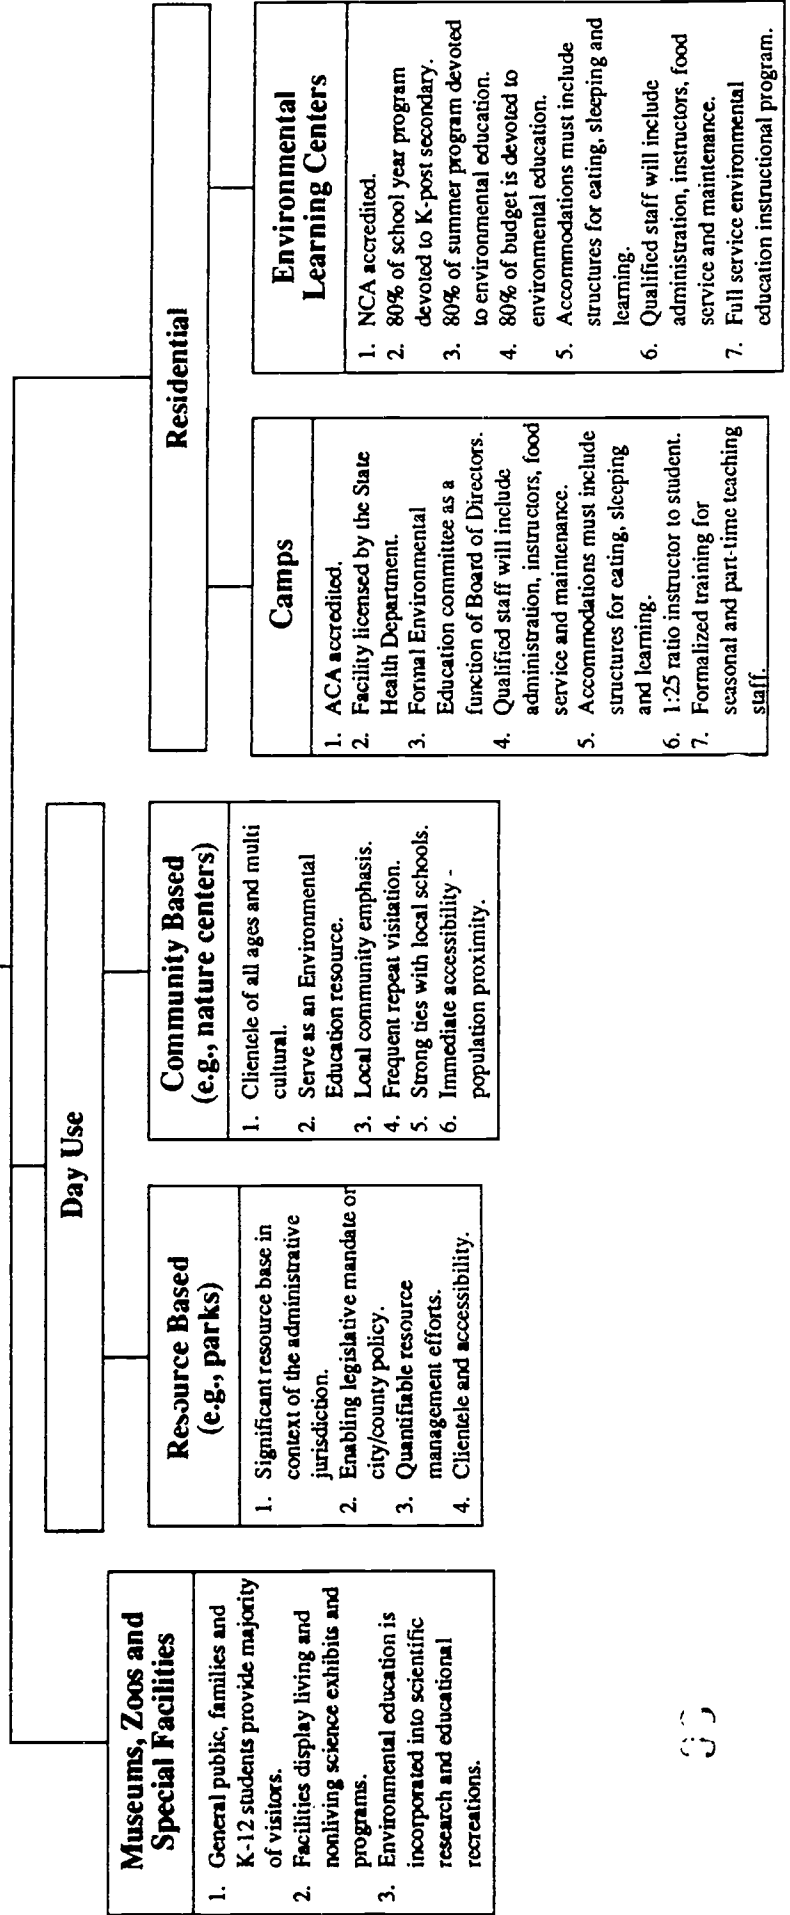 Museums, Zoos and
Special Facilities
1. General public, families and
K-12 students provide majority
of visitors.
2. Facilities display living and
nonliving science exhibits and
programs.
3. Environmental education is
incorporated into scientific
research and educational
recreations.
Day Use
Resource Based
(e.g., parks)
1. Significant resource base in
context of the administrative
jurisdiction.
2. Enabling legislative mandate or
city/county policy.
3. Quantifiable resource
management efforts.
4. Clientele and accessibility.
Community Based
(e.g., nature centers)
1. Clientele of all ages and multi
cultural.
2. Serve as an Environmental
Education resource.
3. Local community emphasis.
4. Frequent repeat visitation.
5. Strong ties with local schools.
6. Immediate accessibility -
population proximity.
Residential
Camps
1. ACA accredited.
2. Facility licensed by the State
Health Department.
3. Formal Environmental
Education committee as a
function of Board of Directors.
4. Qualified staff will include
administration, instructors, food
service and maintenance.
5. Accommodations must include
structures for eating, sleeping
and learning.
6. 1:25 ratio instructor to student.
7. Formalized training for
seasonal and part-time teaching
staff.
Environmental
Learning Centers
1. NCA accredited.
2. 80% of school year program
devoted to K-post secondary.
3. 80% of summer program devoted
to environmental education.
4. 80% of budget is devoted to
environmental education.
5. Accommodations must include
structures for eating, sleeping and
learning.
6. Qualified staff will include
administration, instructors, food
service and maintenance.
7. Full service environmental
education instructional program.